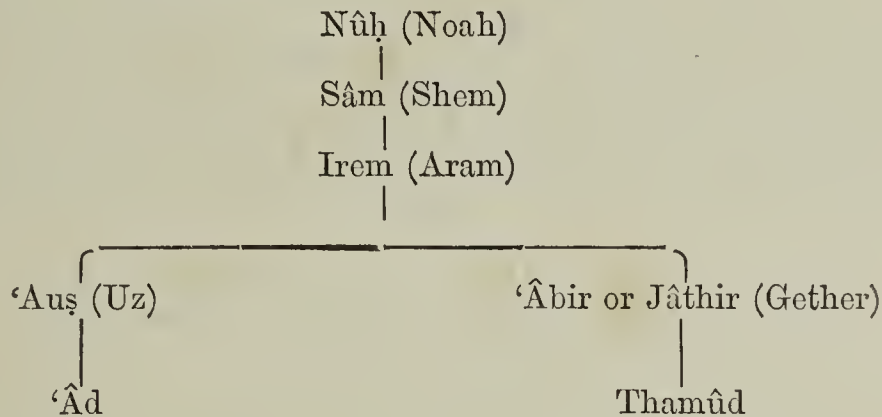 Nûḥ (Noah)
Sâm (Shem)
Irem (Aram)
‘Auṣ (Uz) ‘Âbir or Jâthir (Gether)
‘Âd Thamûd